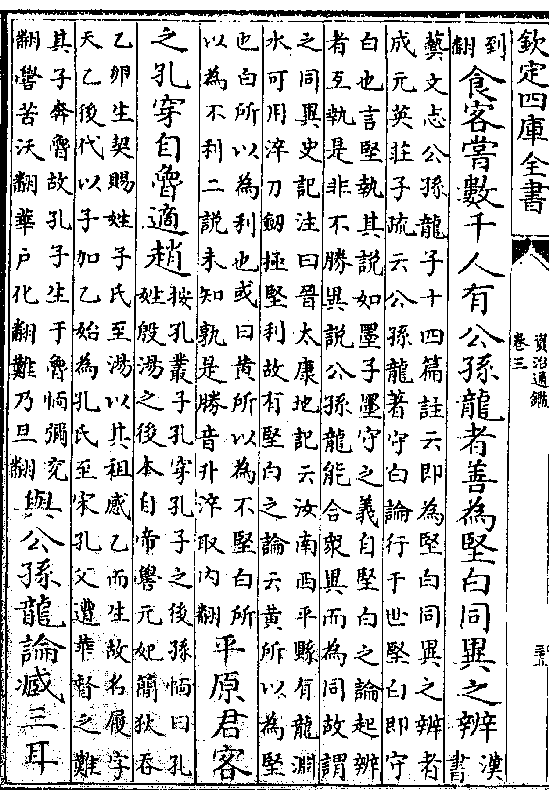 欽定四庫全書
資治通鑑
卷三
到
翻
食客嘗數千人有公孫龍者善為堅白同異之辨
漢
書
藝文志公孫龍子十四篇註云即為堅白同異之辨者
成元英莊子疏云公孫龍著守白論行于世堅白即守
白也言堅執其說如墨子墨守之義自堅白之論起辨
者互執是非不勝異說公孫龍能合衆異而為同故謂
之同異史記注曰晉太康地記云汝南西平縣有龍淵
水可用淬刀劒極堅利故有堅白之論云黄所以為堅
也白所以為利也或曰黄所以為不堅白所
以為不利二說未知孰是勝音升淬取内翻
平原君客
之孔穿自魯適趙
按孔叢子孔穿孔子之後孫愐曰孔
姓殷湯之後本自帝嚳元妃簡狄吞
乙卵生契賜姓子氏至湯以其祖感乙而生故名履字
天乙後代以子加乙始為孔氏至宋孔父遭華督之難
其子奔魯故孔子生于魯愐彌兖
翻嚳苦沃翻華戶化翻難乃旦翻
與公孫龍論臧三耳